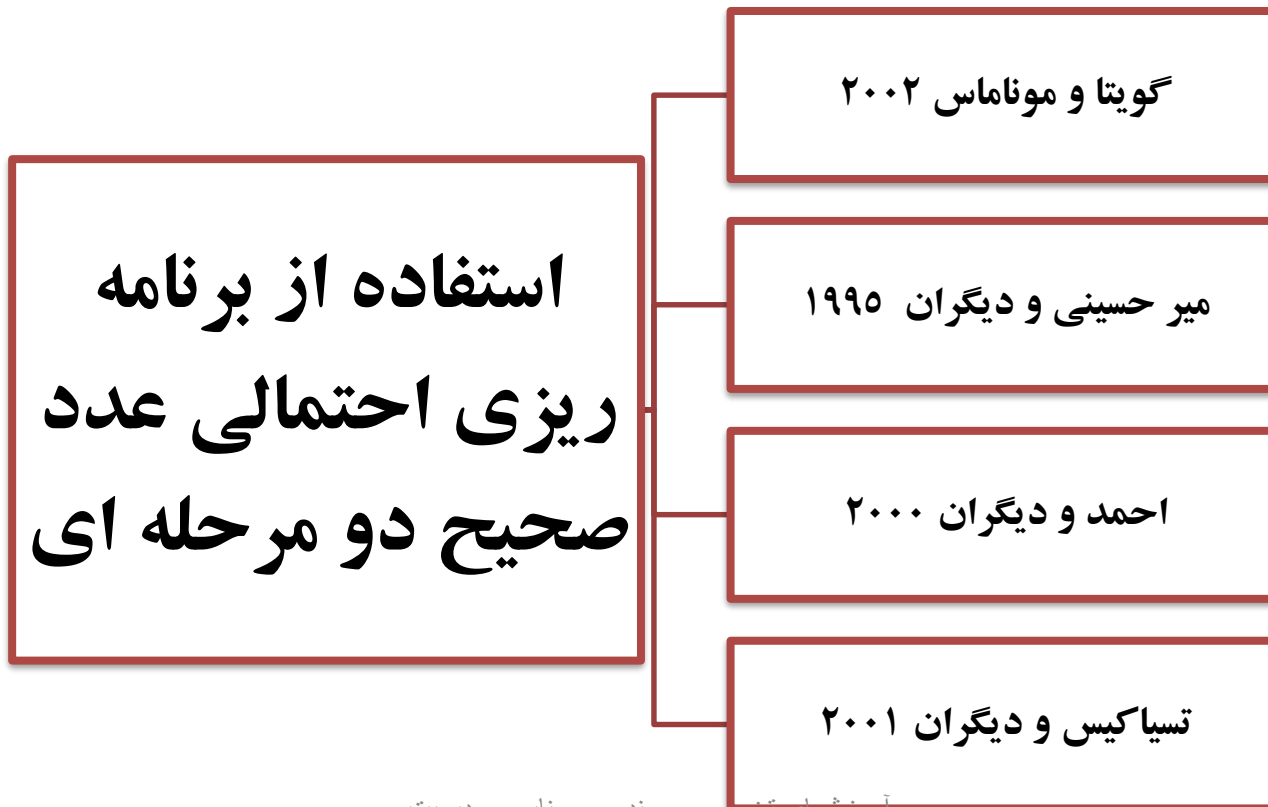 استفاده از برنامه
ریزی احتمالی عدد
صحیح دو مرحله ای
گویتا و موناماس ۲۰۰۲
میر حسینی و دیگران ۱۹۹۵
احمد و دیگران ۲۰۰۰
تسیاکیس و دیگران ۲۰۰۱